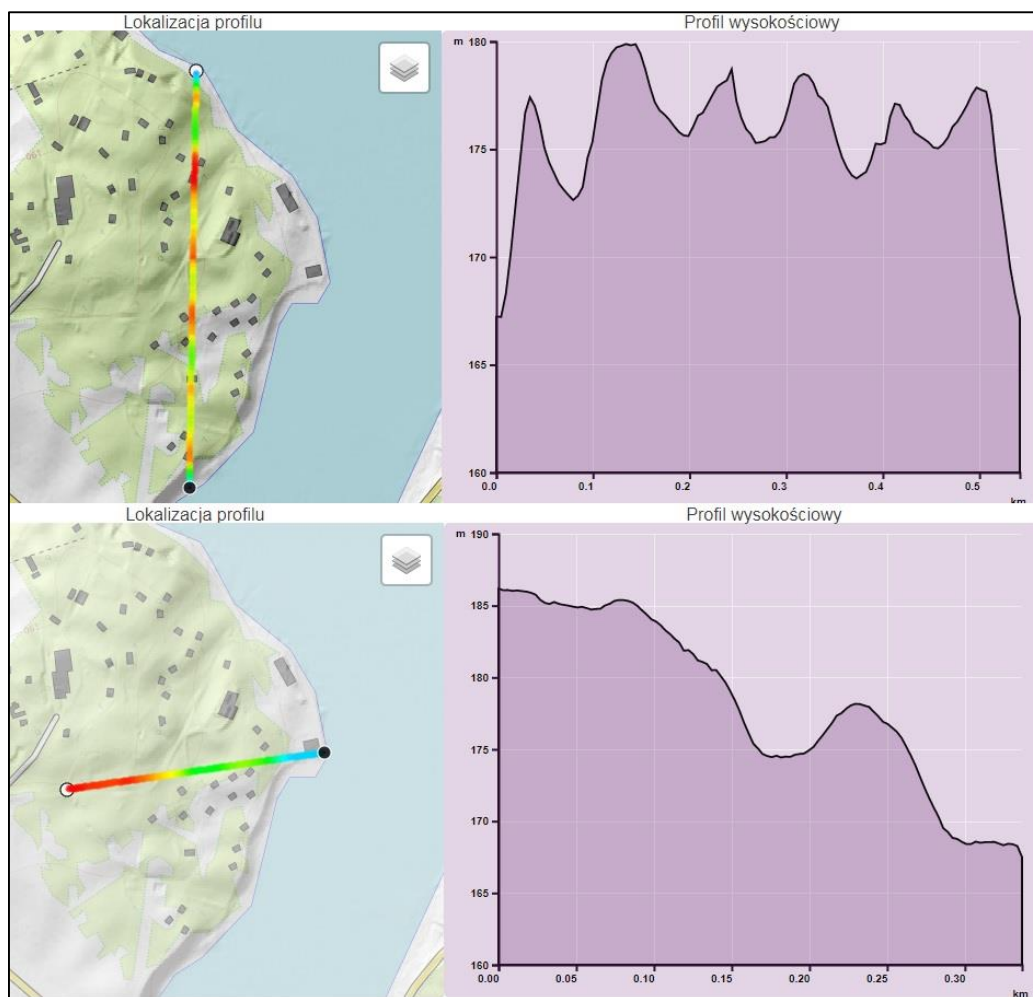 Lokalizacja profilu
Profil wysokościowy
m 180
175
170
165
160
0.0 0.1 0.2 0.3 0.4 0.5
km
Lokalizacja profilu
Profil wysokościowy
m 190
185
180
175
170
165
160
0.00 0.05 0.10 0.15 0.20 0.25 0.30
km